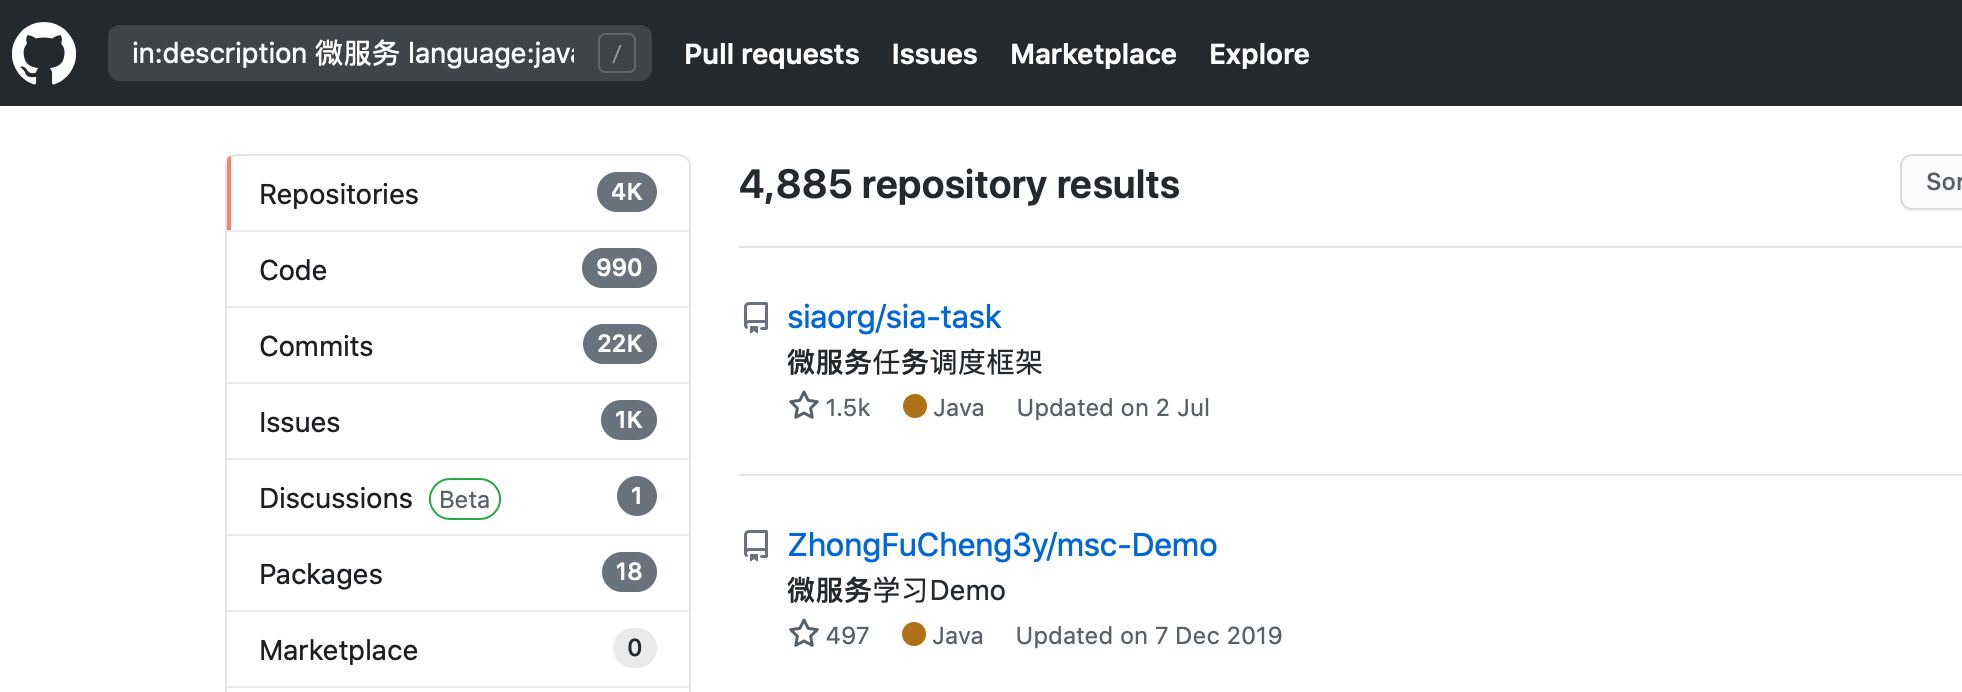 in:description 微服务 language:jav
/
Pull requests
Issues
Marketplace
Explore
Repositories 4K
Code 990
Commits 22K
Issues 1K
Discussions Beta 1
Packages 18
Marketplace 0
4,885 repository results
Sor
siaorg/sia-task
微服务任务调度框架
1.5k Java Updated on 2 Jul
ZhongFuCheng3y/msc-Demo
微服务学习Demo
497 Java Updated on 7 Dec 2019